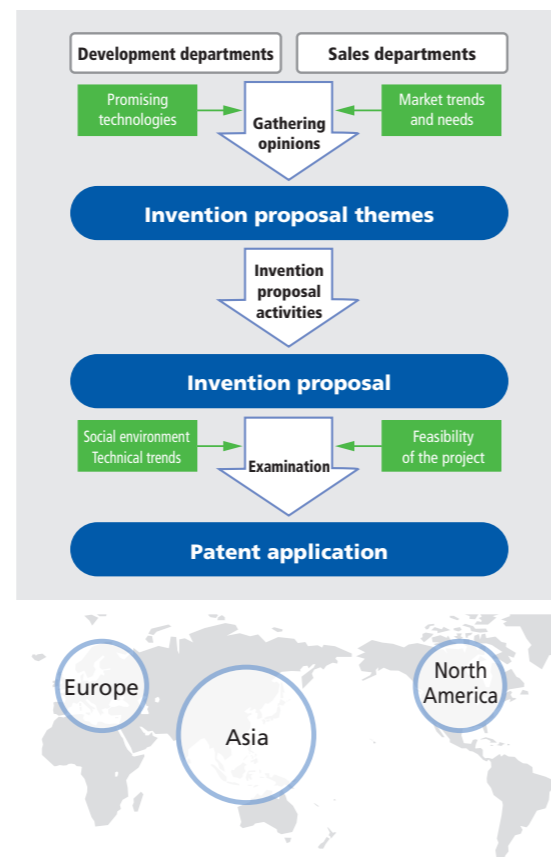 Development departments
Sales departments
Promising
technologies
Gathering
opinions
Market trends
and needs
Invention proposal themes
Invention
proposal
activities
Invention proposal
Social environment
Technical trends
Examination
Feasibility
of the project
Patent application
Europe
Asia
North
America